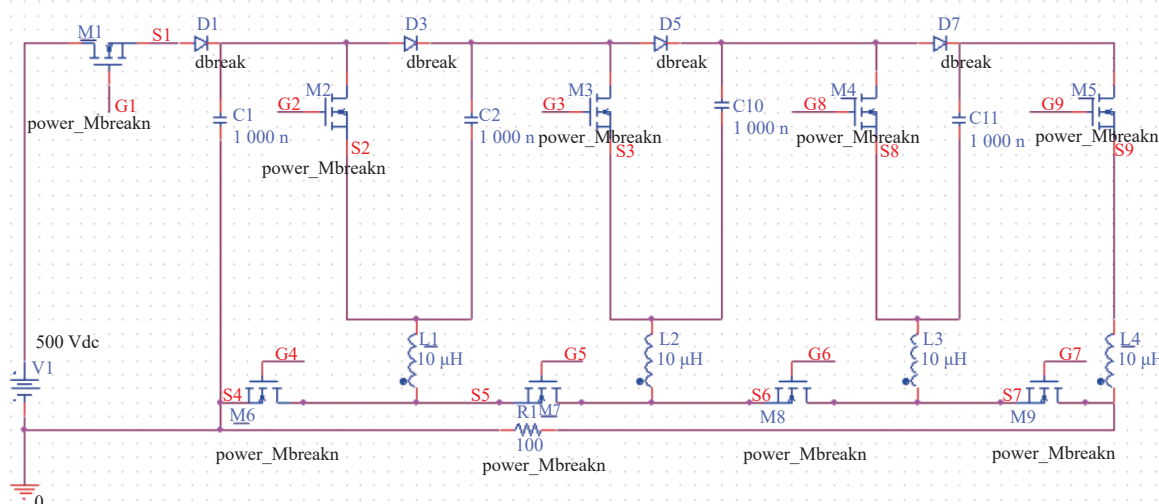 M1
S1
D1
dbreak
G1
power_Mbreakn
C1
1 000 n
M2
G2
S2
power_Mbreakn
D3
dbreak
C2
1 000 n
M3
G3
power_Mbreakn
S3
D5
dbreak
C10
1 000 n
M4
G8
power_Mbreakn
S8
D7
dbreak
C11
1 000 n
M5
G9
power_Mbreakn
S9
500 Vdc
V1
0
G4
S4
M6
power_Mbreakn
L1
10 µH
G5
S5
M7
R1
100
power_Mbreakn
L2
10 µH
G6
S6
M8
power_Mbreakn
L3
10 µH
G7
S7
M9
power_Mbreakn
L4
10 µH